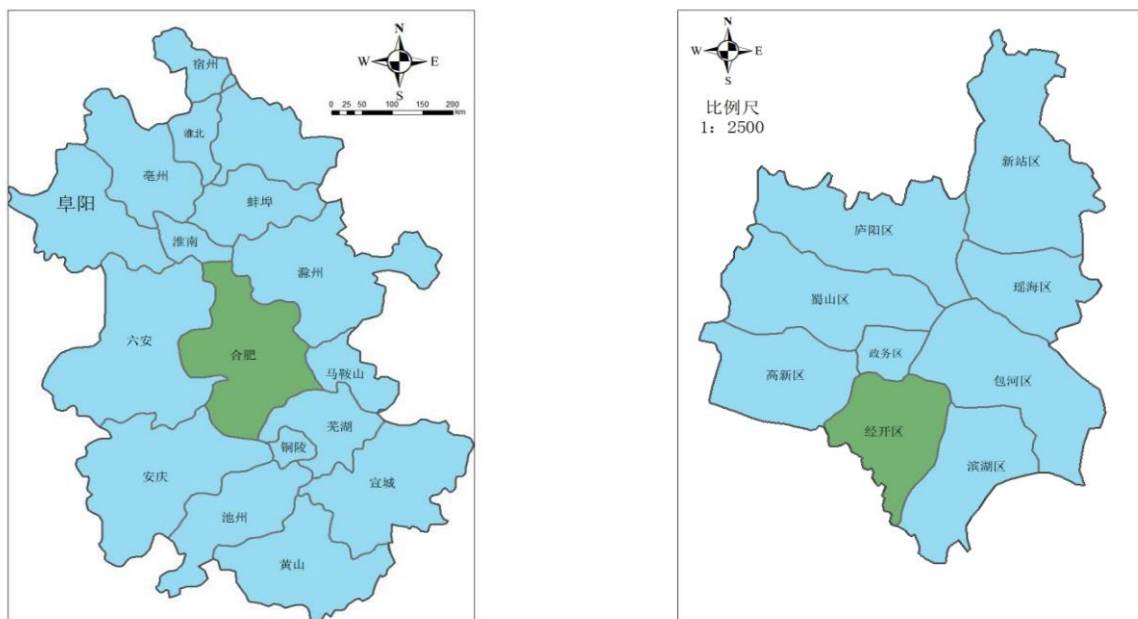 N
W
E
S
0 25 50 100 150 200
km
宿州
淮北
亳州
阜阳
蚌埠
淮南
滁州
六安
合肥
马鞍山
芜湖
铜陵
安庆
宣城
池州
黄山
N
W
E
S
比例尺
1: 2500
新站区
庐阳区
瑶海区
蜀山区
政务区
高新区
包河区
经开区
滨湖区